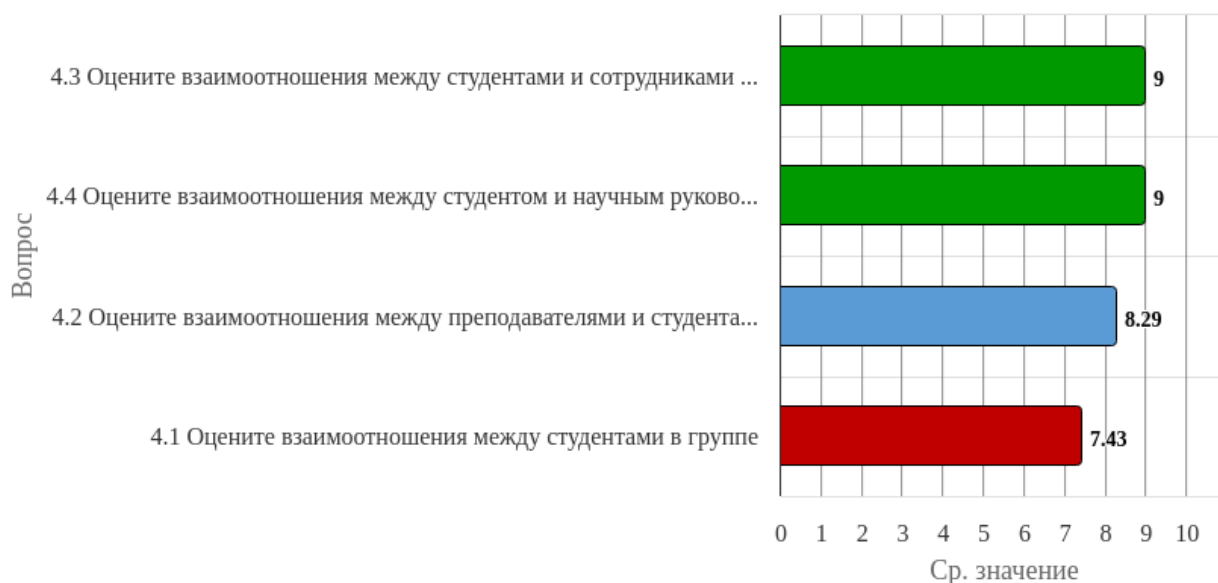 4.3 Оцените взаимоотношения между студентами и сотрудниками ...
9
4.4 Оцените взаимоотношения между студентом и научным руково...
9
Вопрос
4.2 Оцените взаимоотношения между преподавателями и студента...
8.29
4.1 Оцените взаимоотношения между студентами в группе
7.43
0 1 2 3 4 5 6 7 8 9 10
Ср. значение